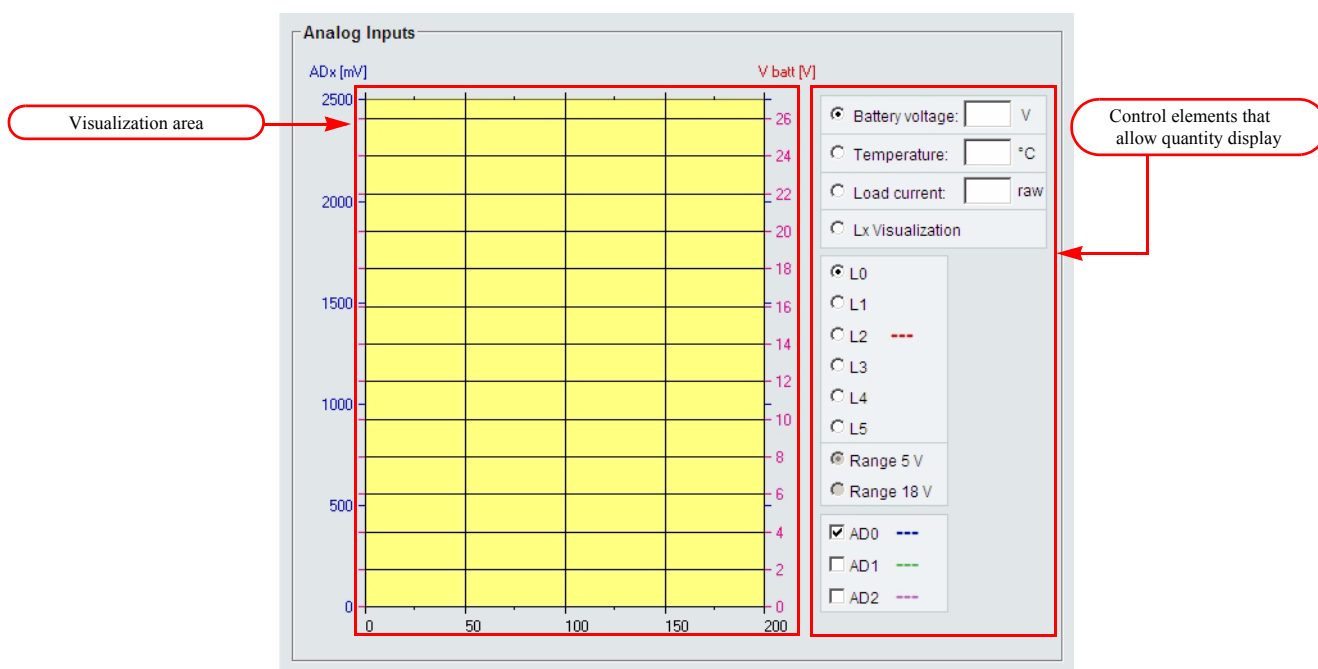 Analog Inputs
ADx [mV]
V batt [V]
2500
2000
1500
1000
500
0
26
24
22
20
18
16
14
12
10
8
6
4
2
0
0 50 100 150 200
Visualization area
Battery voltage: V
Temperature: °C
Load current: raw
Lx Visualization
L0
L1
L2 ---
L3
L4
L5
Range 5 V
Range 18 V
AD0 ---
AD1 ---
AD2 ---
Control elements that
allow quantity display